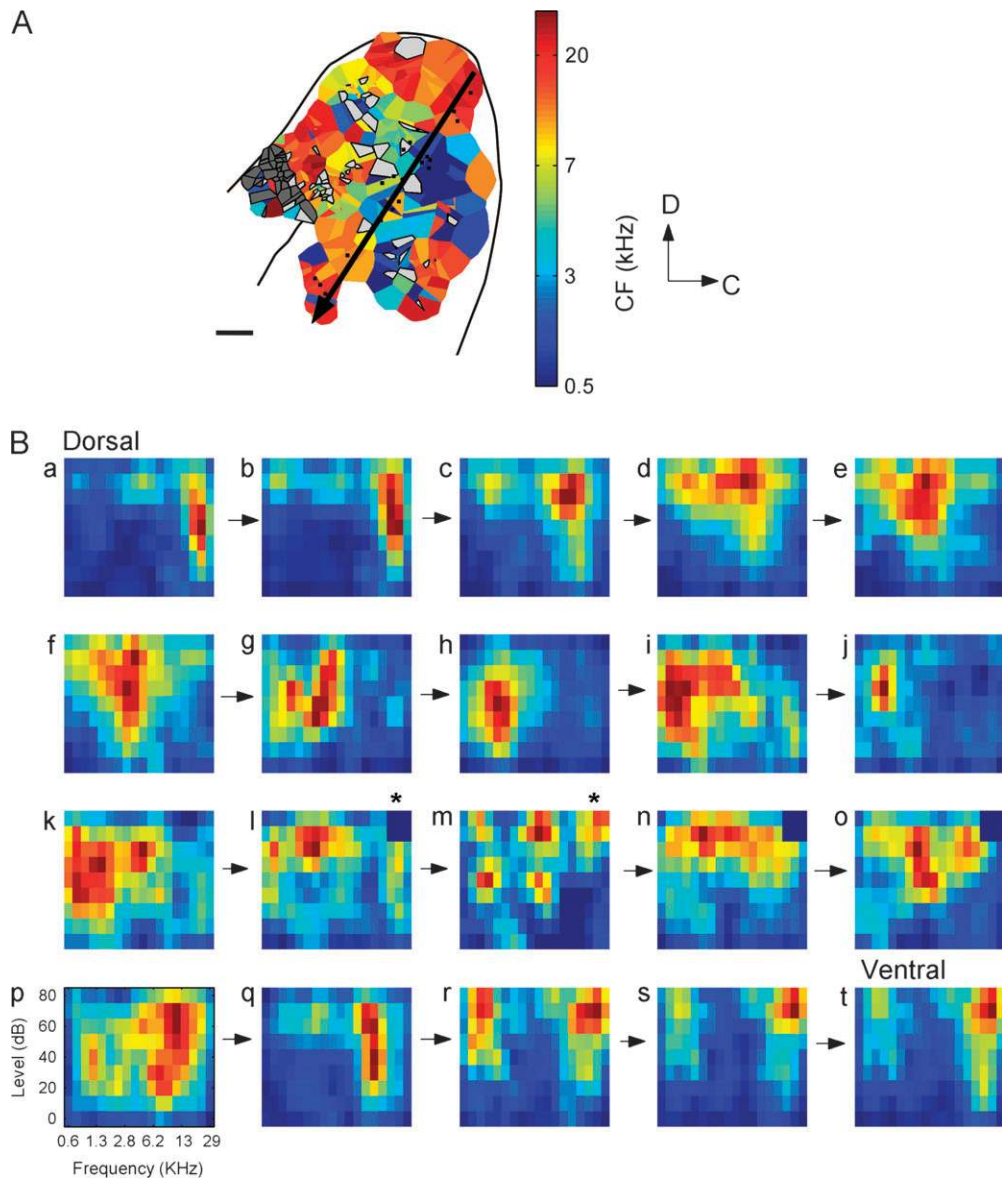 A
20
7
3
0.5
CF (kHz)
D
C
B
Dorsal
a
b
c
d
e
f
g
h
i
j
* *
k
l
m
n
o
Ventral
p
q
r
s
t
80
60
40
20
0
Level (dB)
0.6 1.3 2.8 6.2 13 29
Frequency (KHz)